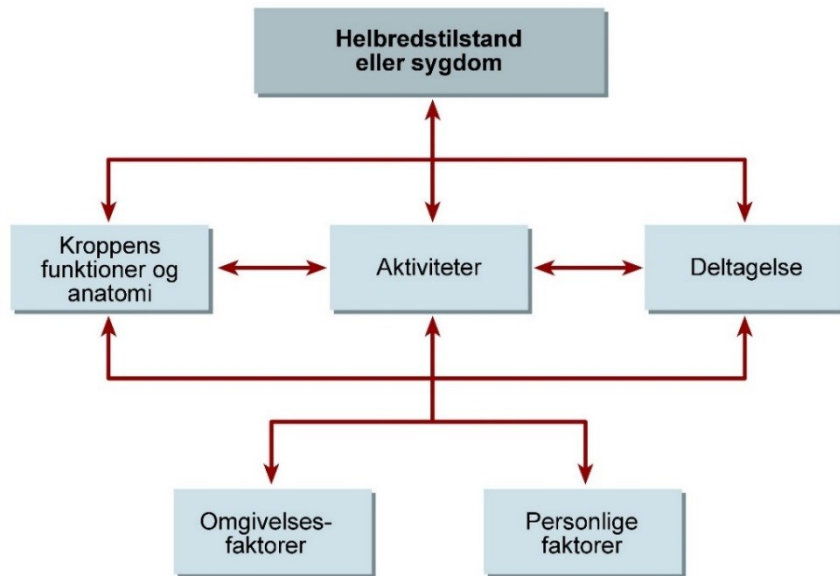 Helbredstilstand
eller sygdom
Kroppens
funktioner og
anatomi
Aktiviteter
Deltagelse
Omgivelses-
faktorer
Personlige
faktorer